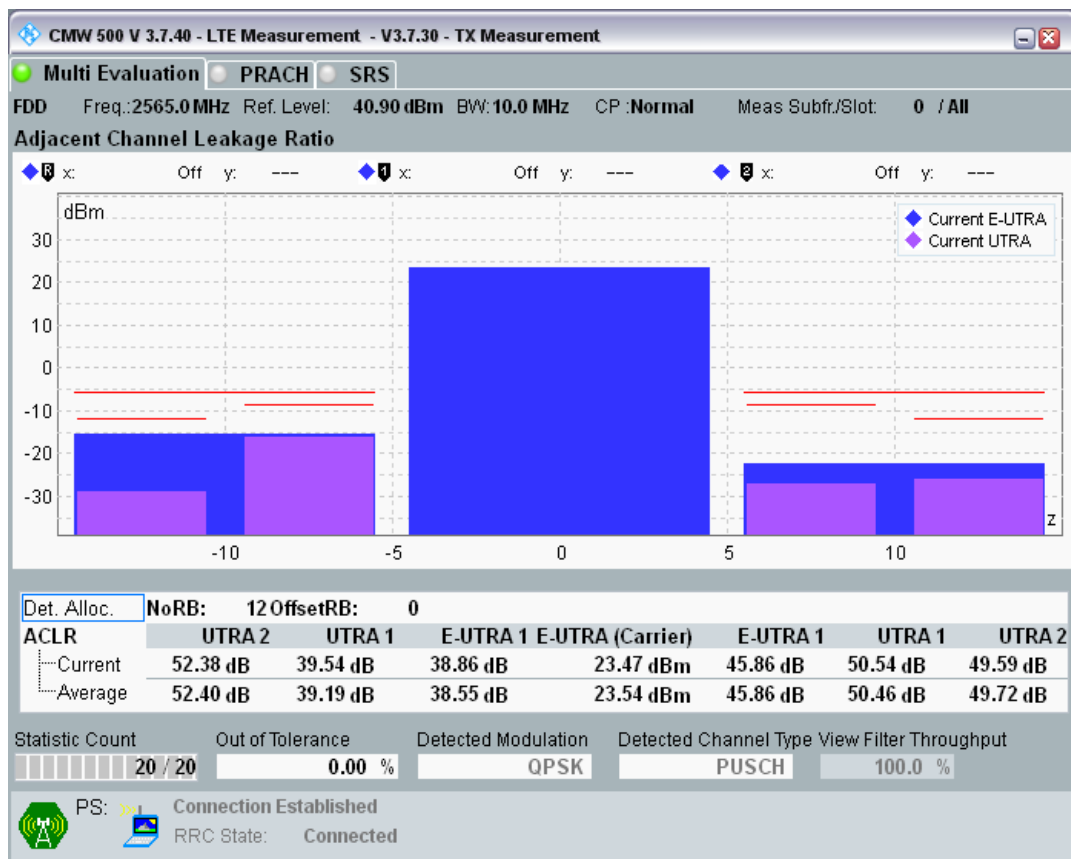 CMW 500 V 3.7.40 - LTE Measurement - V3.7.30 - TX Measurement
Multi Evaluation PRACH SRS
FDD Freq.:2565.0 MHz Ref. Level: 40.90 dBm BW:10.0 MHz CP :Normal Meas Subfr./Slot: 0 / All
Adjacent Channel Leakage Ratio
R x: Off y: --- 1 x: Off y: --- 2 x: Off y: ---
dBm
Current E-UTRA
Current UTRA
30
20
10
0
-10
-20
-30
z
-10 -5 0 5 10
Det. Alloc. NoRB: 12 OffsetRB: 0
ACLR UTRA 2 UTRA 1 E-UTRA 1 E-UTRA (Carrier) E-UTRA 1 UTRA 1 UTRA 2
Current 52.38 dB 39.54 dB 38.86 dB 23.47 dBm 45.86 dB 50.54 dB 49.59 dB
Average 52.40 dB 39.19 dB 38.55 dB 23.54 dBm 45.86 dB 50.46 dB 49.72 dB
Statistic Count Out of Tolerance Detected Modulation Detected Channel Type View Filter Throughput
20 / 20 0.00 % QPSK PUSCH 100.0 %
PS: Connection Established
RRC State: Connected